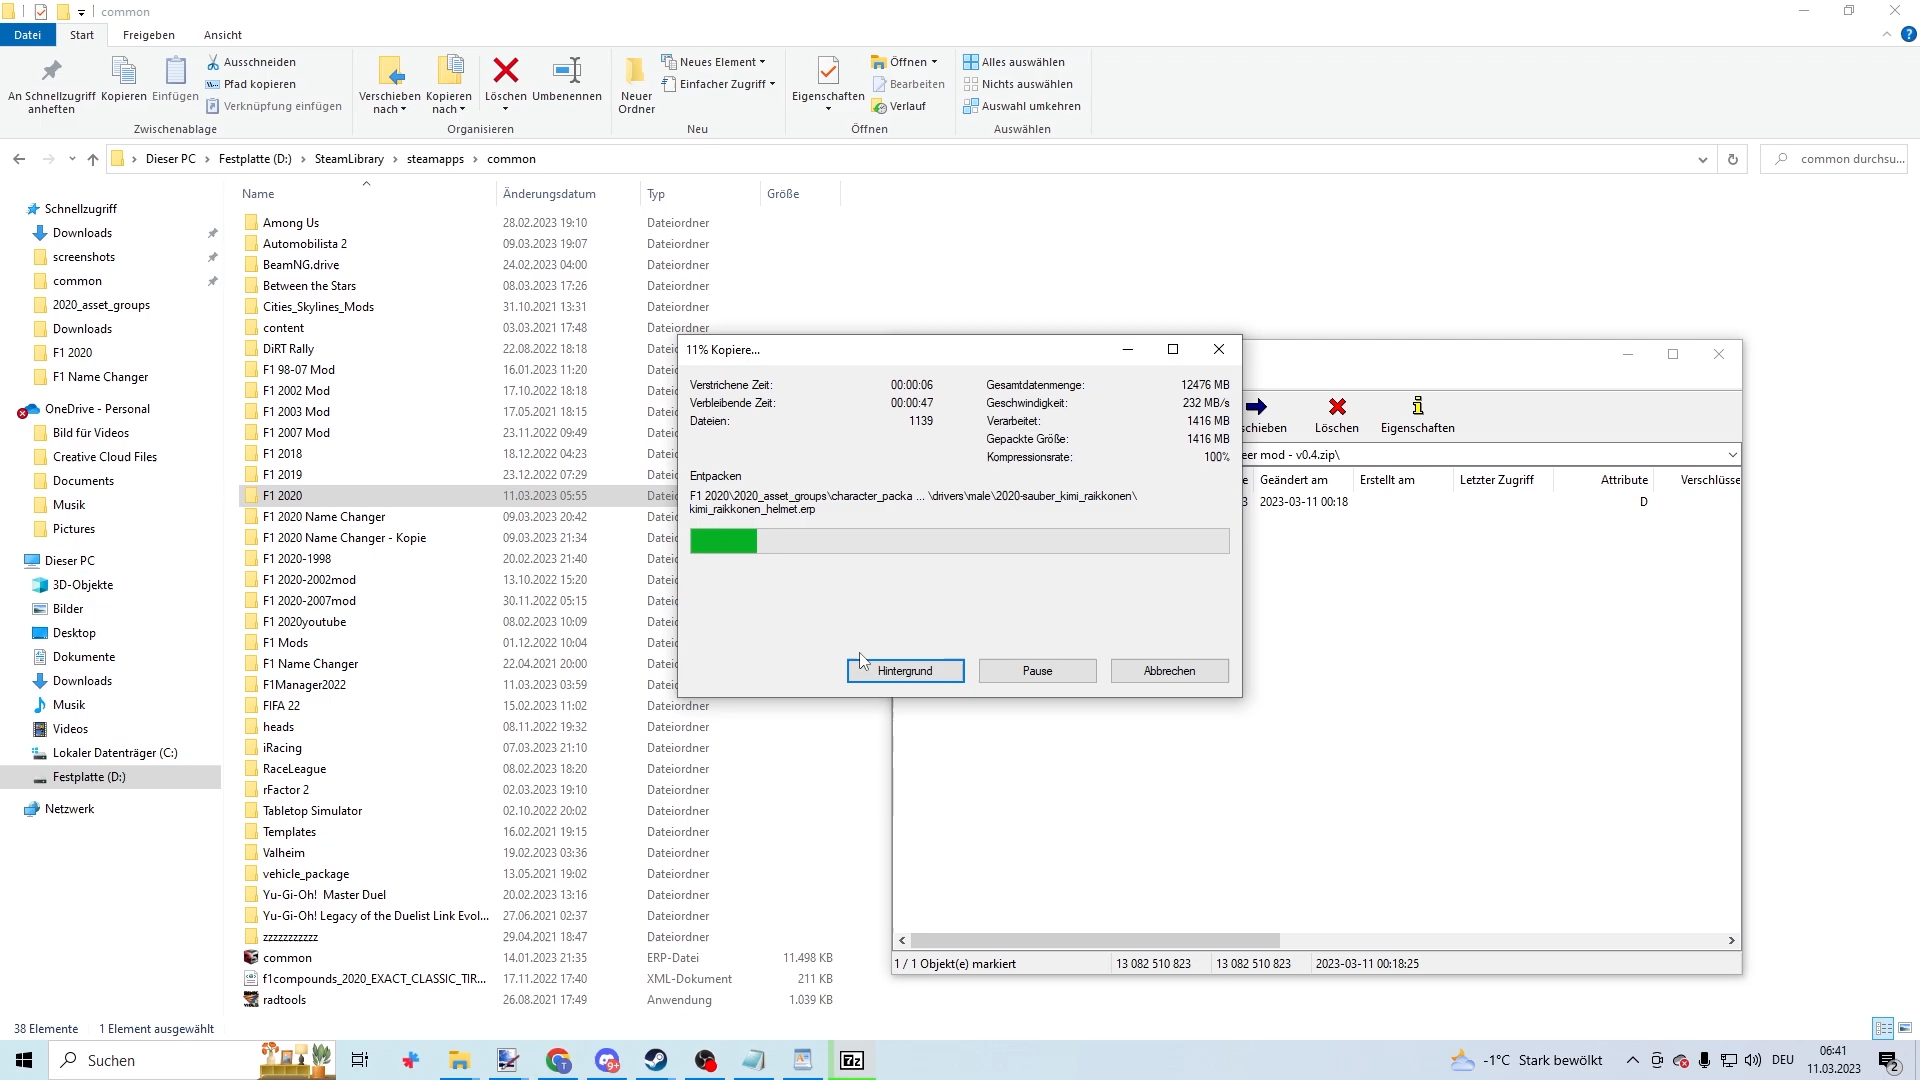 common
Datei Start Freigeben Ansicht
An Schnellzugriff anheften
Kopieren
Einfügen
Ausschneiden
Pfad kopieren
Verknüpfung einfügen
Zwischenablage
Verschieben nach
Kopieren nach
Löschen
Umbenennen
Organisieren
Neuer Ordner
Neues Element
Einfacher Zugriff
Neu
Eigenschaften
Öffnen
Bearbeiten
Verlauf
Öffnen
Alles auswählen
Nichts auswählen
Auswahl umkehren
Auswählen
Dieser PC > Festplatte (D:) > SteamLibrary > steamapps > common
common durchsu...
Schnellzugriff
Downloads
screenshots
common
2020_asset_groups
Downloads
F1 2020
F1 Name Changer
OneDrive - Personal
Bild für Videos
Creative Cloud Files
Documents
Musik
Pictures
Dieser PC
3D-Objekte
Bilder
Desktop
Dokumente
Downloads
Musik
Videos
Lokaler Datenträger (C:)
Festplatte (D:)
Netzwerk
Name Änderungsdatum Typ Größe
Among Us 28.02.2023 19:10 Dateiordner
Automobilista 2 09.03.2023 19:07 Dateiordner
BeamNG.drive 24.02.2023 04:00 Dateiordner
Between the Stars 08.03.2023 17:26 Dateiordner
Cities_Skylines_Mods 31.10.2021 13:31 Dateiordner
content 03.03.2021 17:48 Dateiordner
DiRT Rally 22.08.2022 18:18 Dateic
F1 98-07 Mod 16.01.2023 11:20 Dateic
F1 2002 Mod 17.10.2022 18:18 Dateic
F1 2003 Mod 17.05.2021 18:15 Dateic
F1 2007 Mod 23.11.2022 09:49 Dateic
F1 2018 18.12.2022 04:23 Dateic
F1 2019 23.12.2022 07:29 Dateic
F1 2020 11.03.2023 05:55 Dateic
F1 2020 Name Changer 09.03.2023 20:42 Dateic
F1 2020 Name Changer - Kopie 09.03.2023 21:34 Dateic
F1 2020-1998 20.02.2023 21:40 Dateic
F1 2020-2002mod 13.10.2022 15:20 Dateic
F1 2020-2007mod 30.11.2022 05:15 Dateic
F1 2020youtube 08.02.2023 10:09 Dateic
F1 Mods 01.12.2022 10:04 Dateic
F1 Name Changer 22.04.2021 20:00 Dateic
F1Manager2022 11.03.2023 03:59 Dateic
FIFA 22 15.02.2023 11:02 Dateiordner
heads 08.11.2022 19:32 Dateiordner
iRacing 07.03.2023 21:10 Dateiordner
RaceLeague 08.02.2023 18:20 Dateiordner
rFactor 2 02.03.2023 19:10 Dateiordner
Tabletop Simulator 02.10.2022 20:02 Dateiordner
Templates 16.02.2021 19:15 Dateiordner
Valheim 19.02.2023 03:36 Dateiordner
vehicle_package 13.05.2021 19:02 Dateiordner
Yu-Gi-Oh! Master Duel 20.02.2023 13:16 Dateiordner
Yu-Gi-Oh! Legacy of the Duelist Link Evol... 27.06.2021 02:37 Dateiordner
zzzzzzzzzzz 29.04.2021 18:47 Dateiordner
common 14.01.2023 21:35 ERP-Datei 11.498 KB
f1compounds_2020_EXACT_CLASSIC_TIR... 17.11.2022 17:40 XML-Dokument 211 KB
radtools 26.08.2021 17:49 Anwendung 1.039 KB
11% Kopiere...
Verstrichene Zeit: 00:00:06 Gesamtdatenmenge: 12476 MB
Verbleibende Zeit: 00:00:47 Geschwindigkeit: 232 MB/s
Dateien: 1139 Verarbeitet: 1416 MB
Gepackte Größe: 1416 MB
Kompressionsrate: 100%
Entpacken
F1 2020\2020_asset_groups\character_packa ... \drivers\male\2020-sauber_kimi_raikkonen\
kimi_raikkonen_helmet.erp
Hintergrund Pause Abbrechen
schieben Löschen Eigenschaften
eer mod - v0.4.zip\
e Geändert am Erstellt am Letzter Zugriff Attribute Verschlüsse
3 2023-03-11 00:18 D
1 / 1 Objekt(e) markiert 13 082 510 823 13 082 510 823 2023-03-11 00:18:25
38 Elemente 1 Element ausgewählt
Suchen
9+
7z
-1°C Stark bewölkt
DEU
06:41
11.03.2023
2